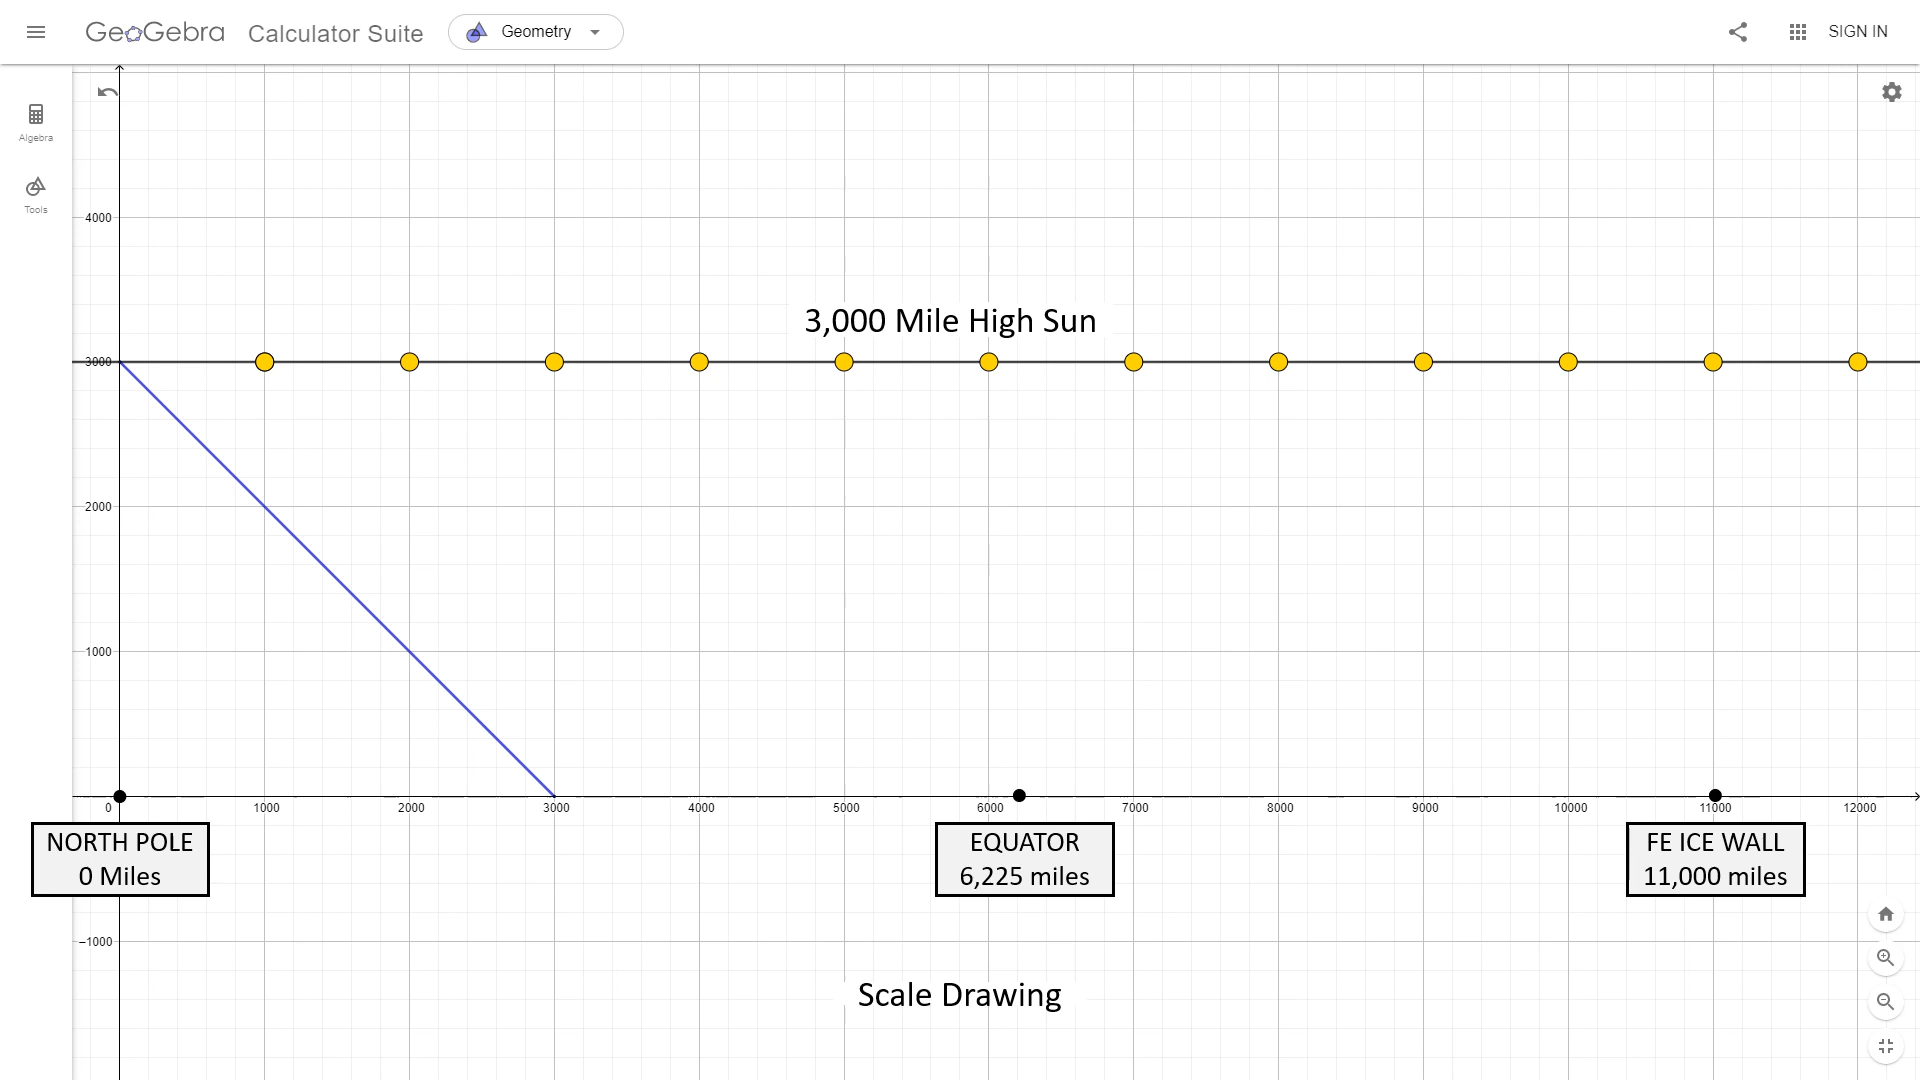 GeoGebra Calculator Suite Geometry SIGN IN
Algebra
Tools
4000
3,000 Mile High Sun
3000
2000
1000
0 1000 2000 3000 4000 5000 6000 7000 8000 9000 10000 11000 12000
NORTH POLE
0 Miles
EQUATOR
6,225 miles
FE ICE WALL
11,000 miles
–1000
Scale Drawing